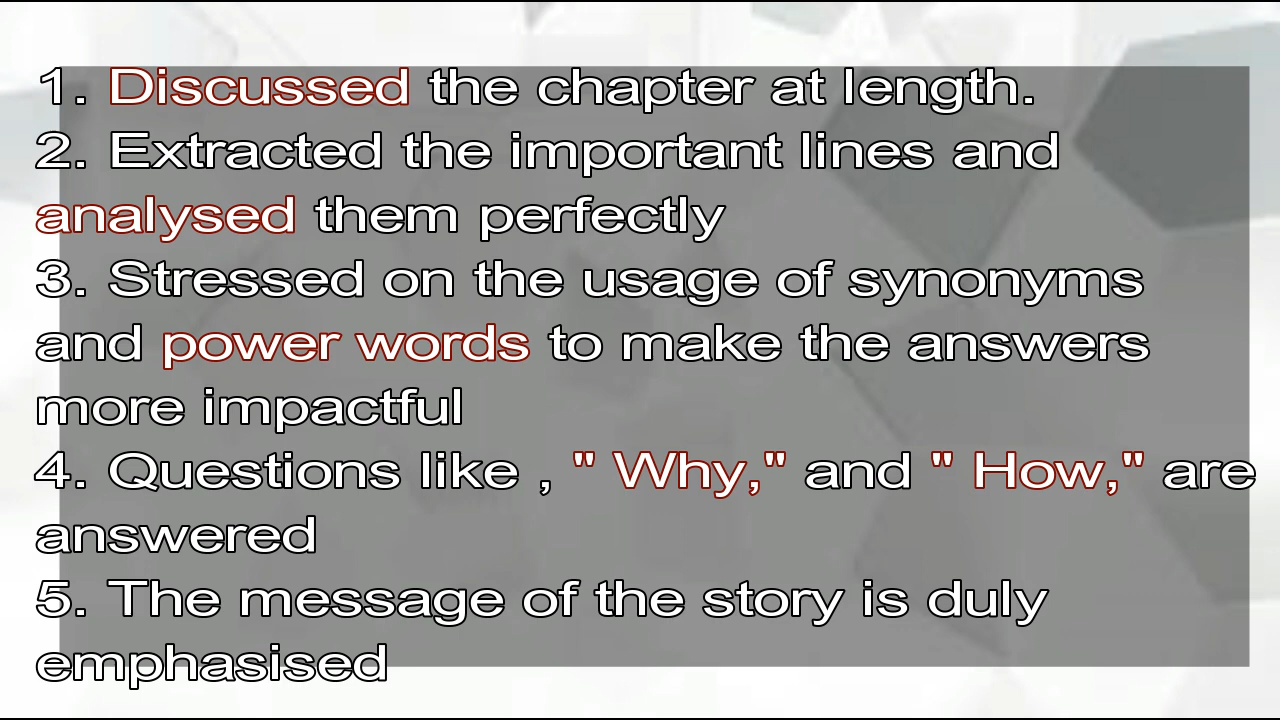 1. Discussed the chapter at length.
2. Extracted the important lines and
analysed them perfectly
3. Stressed on the usage of synonyms
and power words to make the answers
more impactful
4. Questions like , " Why," and " How," are
answered
5. The message of the story is duly
emphasised